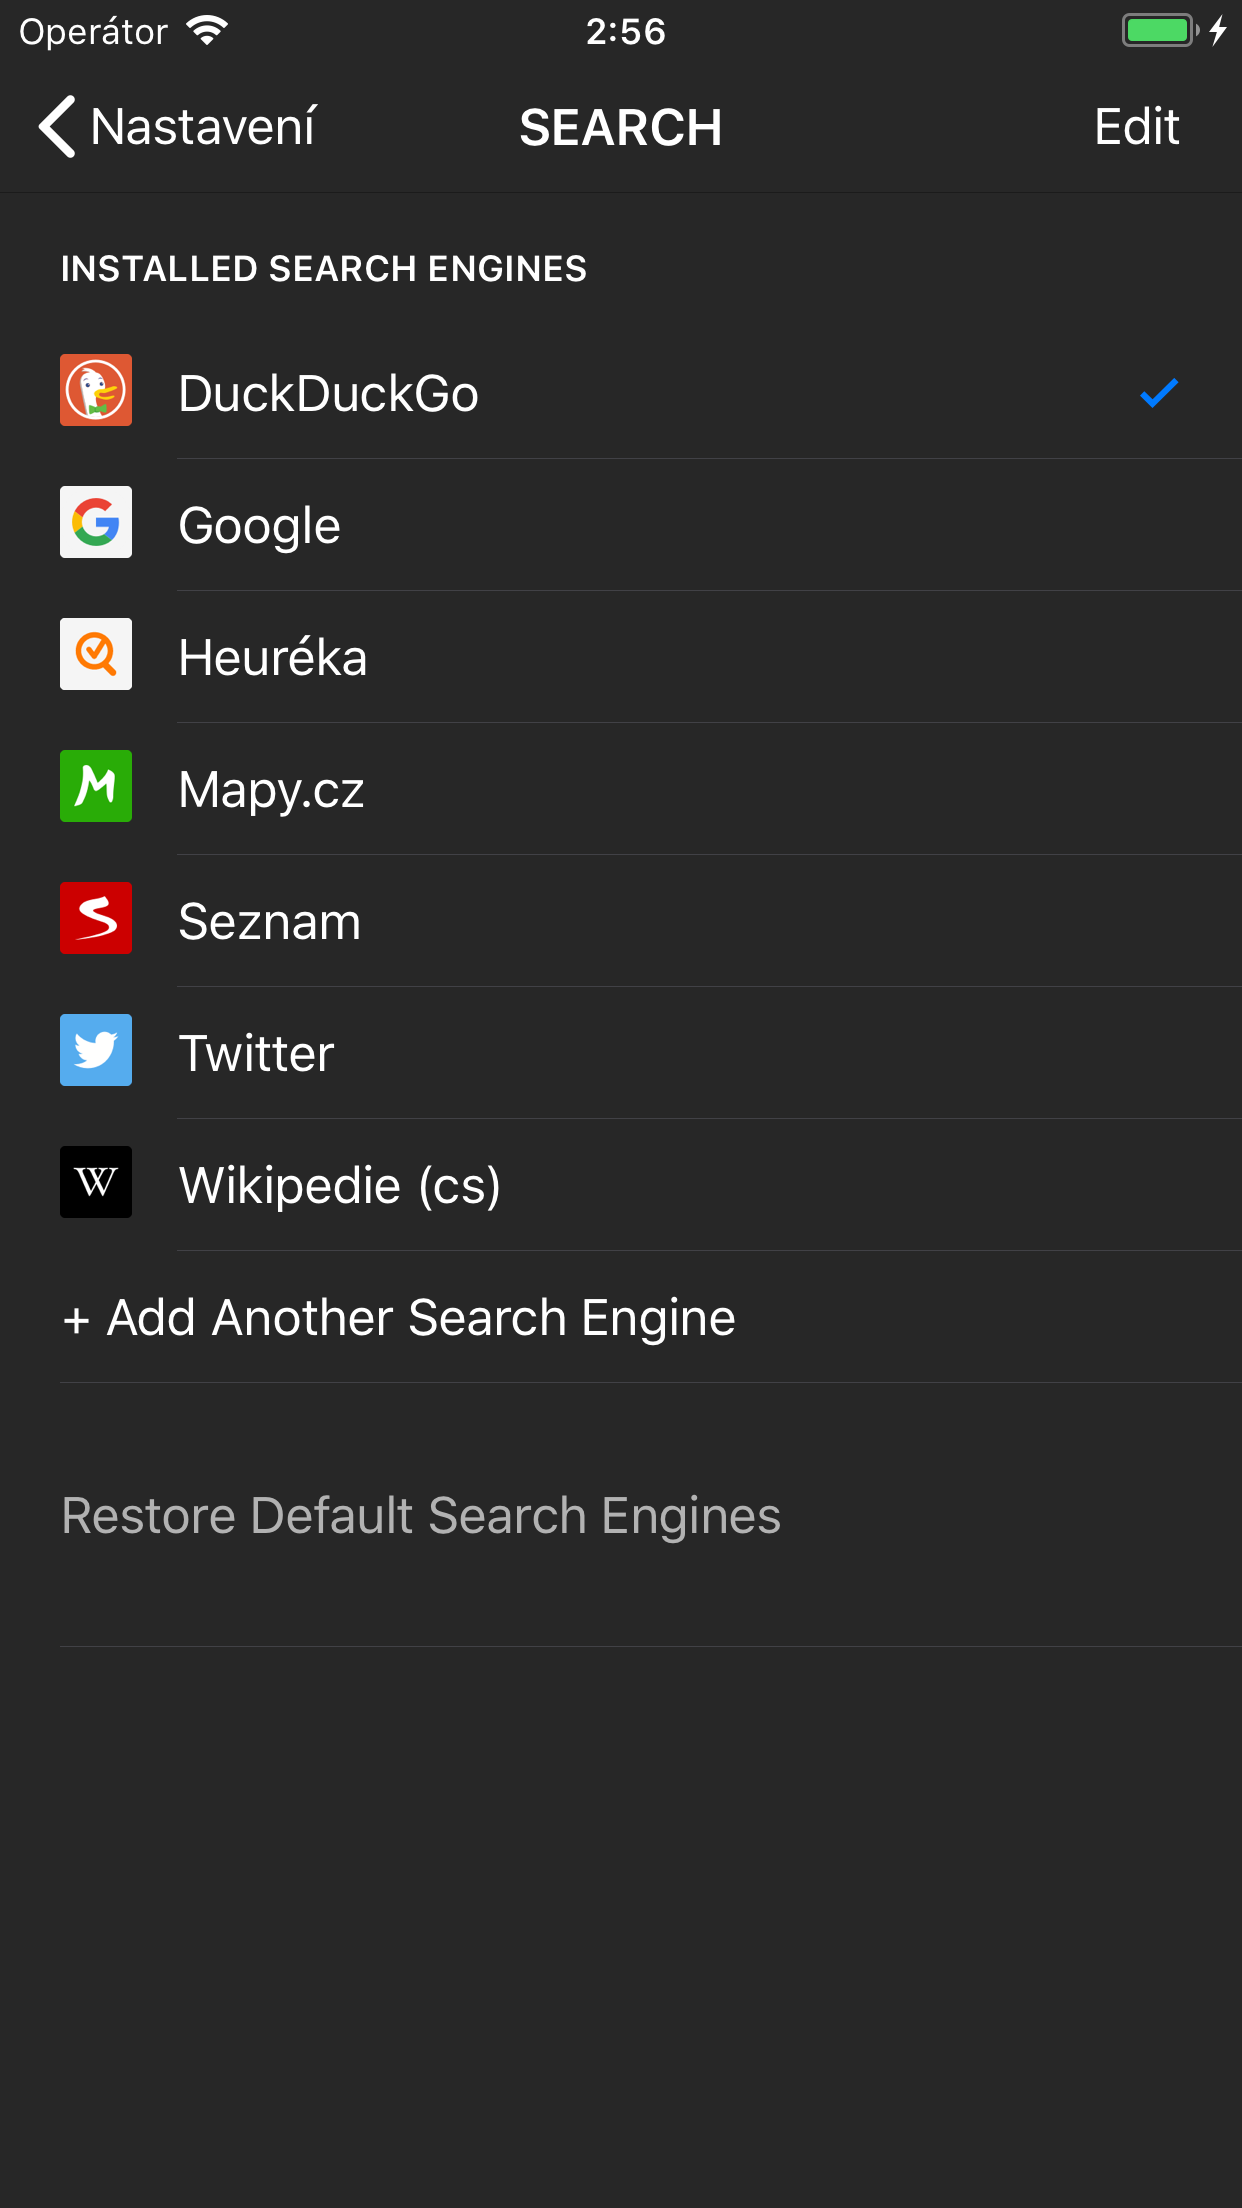 Operátor 2:56
Nastavení SEARCH Edit
INSTALLED SEARCH ENGINES
DuckDuckGo
Google
Heuréka
Mapy.cz
Seznam
Twitter
W Wikipedie (cs)
+ Add Another Search Engine
Restore Default Search Engines